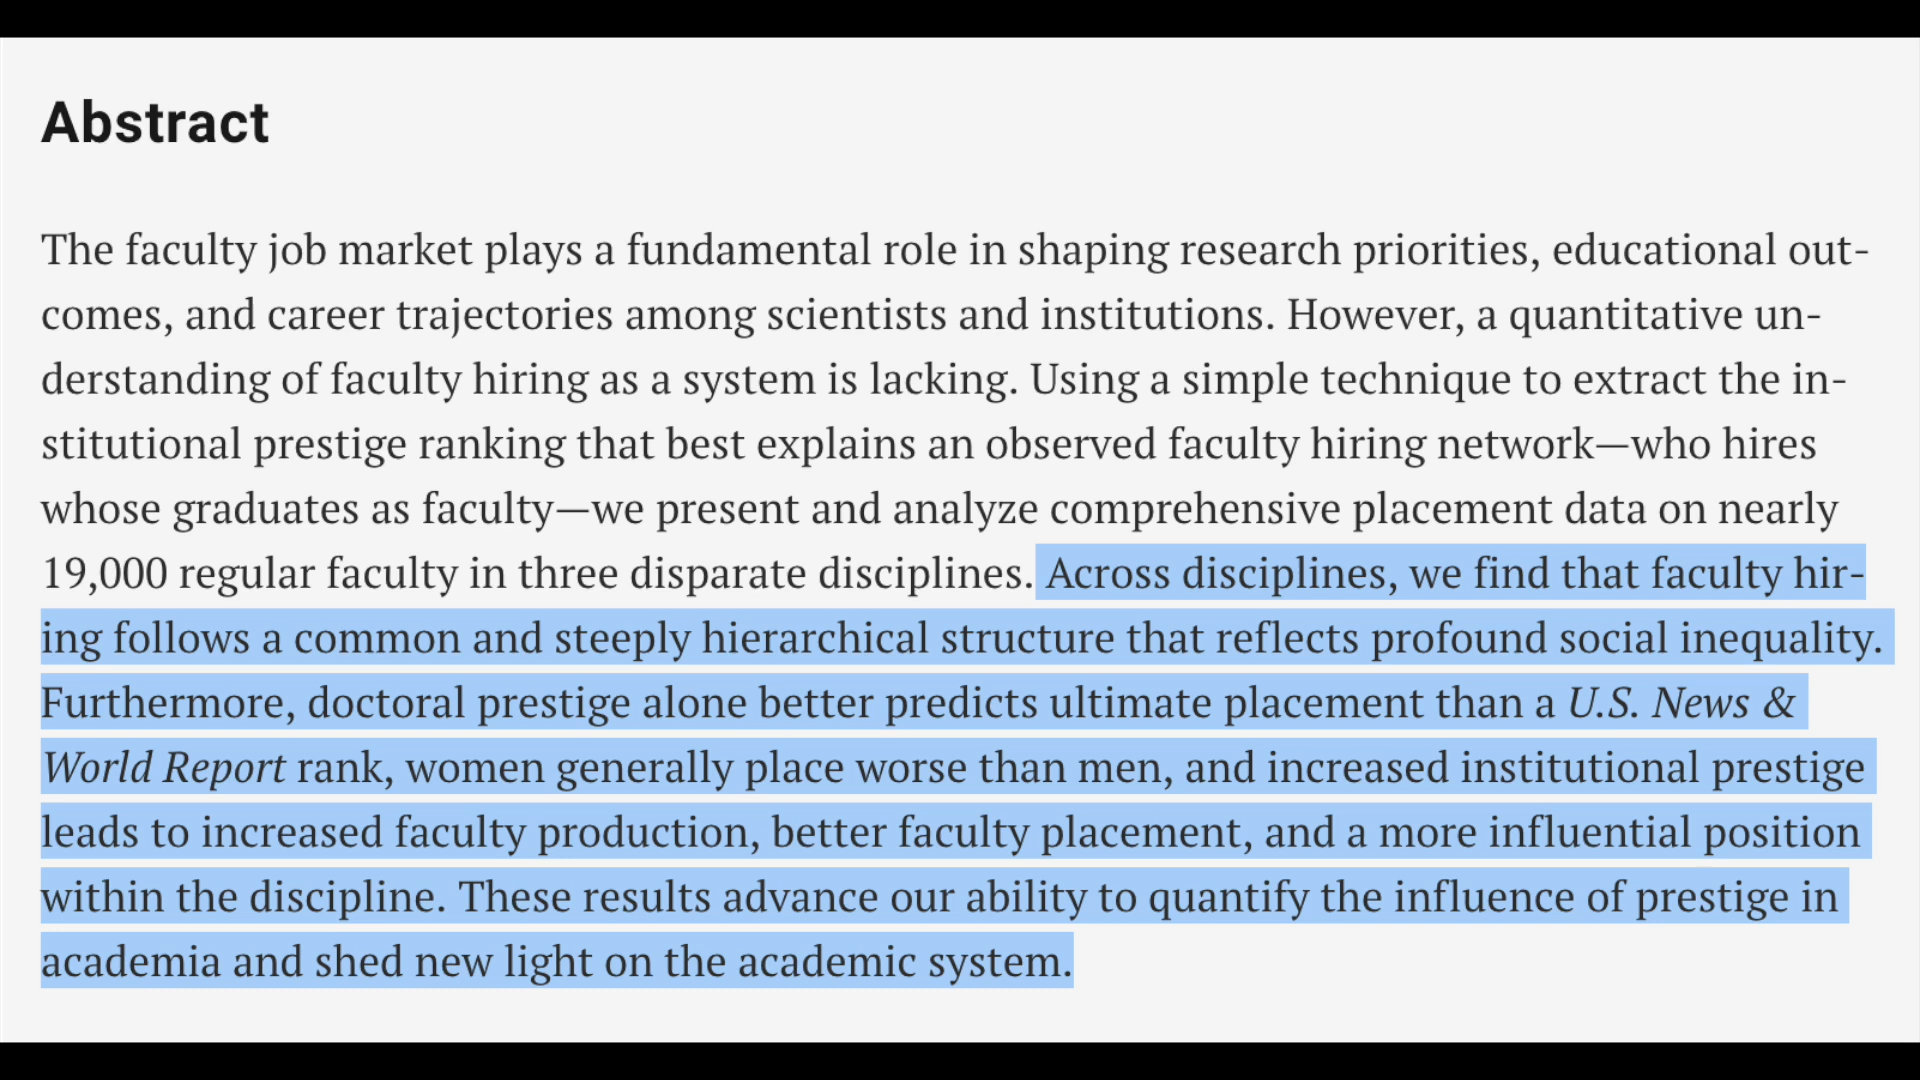 Abstract
The faculty job market plays a fundamental role in shaping research priorities, educational out-
comes, and career trajectories among scientists and institutions. However, a quantitative un-
derstanding of faculty hiring as a system is lacking. Using a simple technique to extract the in-
stitutional prestige ranking that best explains an observed faculty hiring network—who hires
whose graduates as faculty—we present and analyze comprehensive placement data on nearly
19,000 regular faculty in three disparate disciplines. Across disciplines, we find that faculty hir-
ing follows a common and steeply hierarchical structure that reflects profound social inequality.
Furthermore, doctoral prestige alone better predicts ultimate placement than a U.S. News &
World Report rank, women generally place worse than men, and increased institutional prestige
leads to increased faculty production, better faculty placement, and a more influential position
within the discipline. These results advance our ability to quantify the influence of prestige in
academia and shed new light on the academic system.